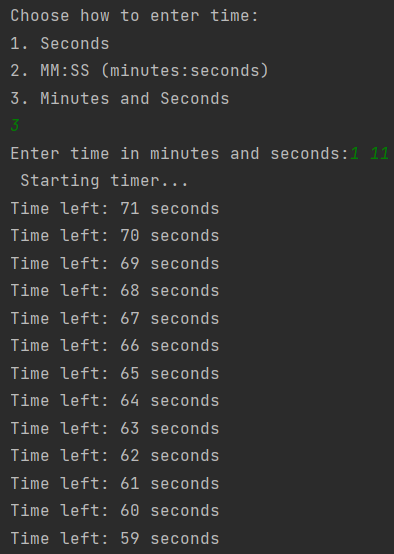 Choose how to enter time:
1. Seconds
2. MM:SS (minutes:seconds)
3. Minutes and Seconds
3
Enter time in minutes and seconds:1 11
 Starting timer...
Time left: 71 seconds
Time left: 70 seconds
Time left: 69 seconds
Time left: 68 seconds
Time left: 67 seconds
Time left: 66 seconds
Time left: 65 seconds
Time left: 64 seconds
Time left: 63 seconds
Time left: 62 seconds
Time left: 61 seconds
Time left: 60 seconds
Time left: 59 seconds